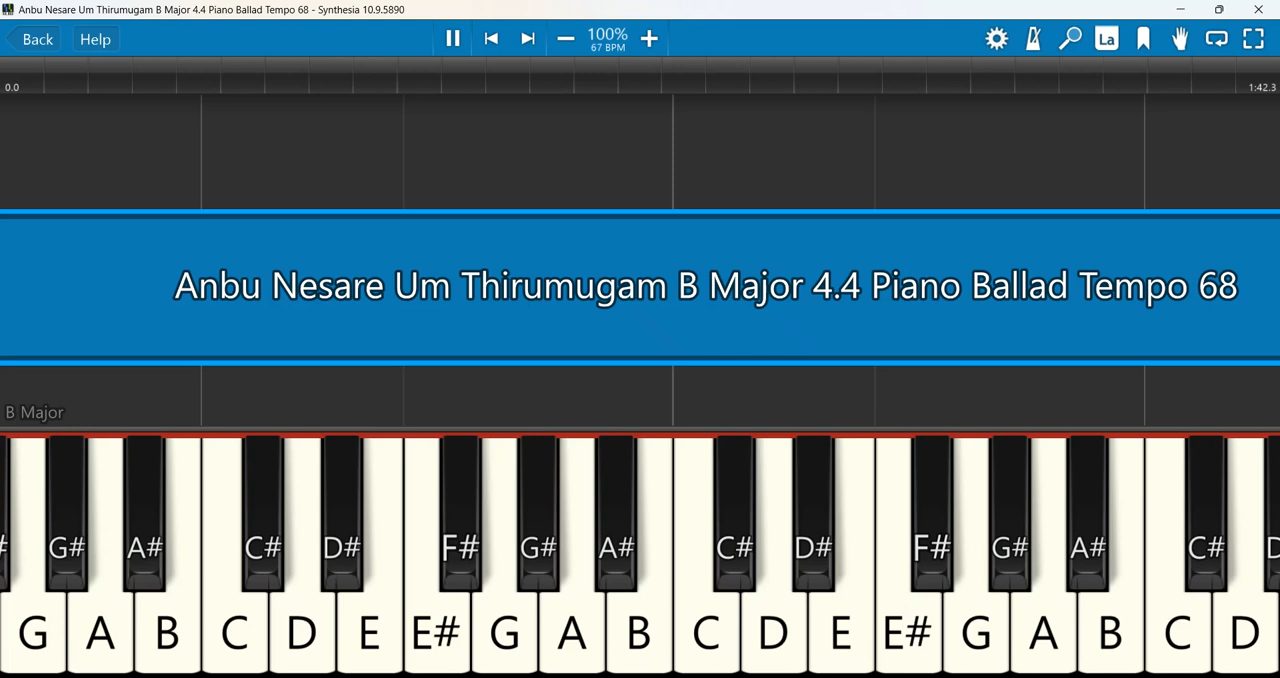 Anbu Nesare Um Thirumugam B Major 4.4 Piano Ballad Tempo 68 - Synthesia 10.9.5890
Back Help 100% La
67 BPM
0.0 1:42.3
Anbu Nesare Um Thirumugam B Major 4.4 Piano Ballad Tempo 68
B Major
# G# A# C# D# F# G# A# C# D# F# G# A# C# D
G A B C D E E# G A B C D E E# G A B C D